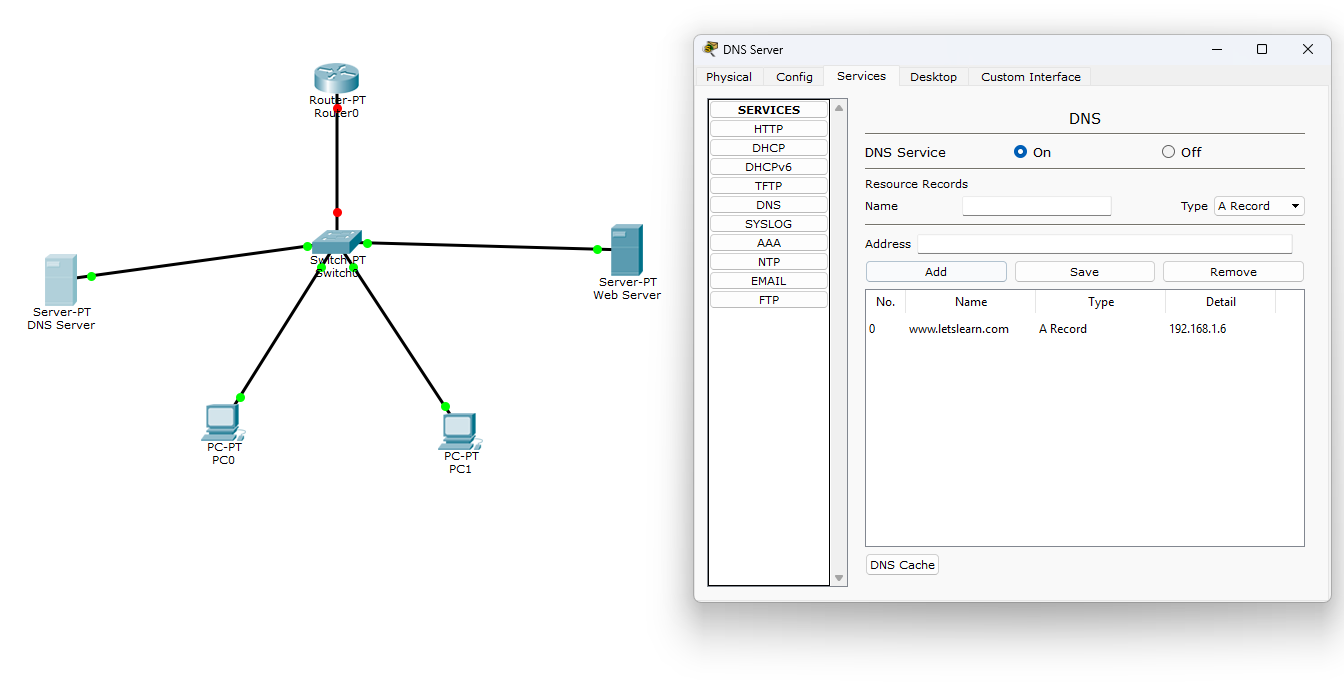 Router-PT
Router0
Switch-PT
Switch0
Server-PT
DNS Server
Server-PT
Web Server
PC-PT
PC0
PC-PT
PC1
DNS Server
Physical Config Services Desktop Custom Interface
SERVICES
HTTP
DHCP
DHCPv6
TFTP
DNS
SYSLOG
AAA
NTP
EMAIL
FTP
DNS
DNS Service On Off
Resource Records
Name Type A Record
Address
Add Save Remove
No. Name Type Detail
0 www.letslearn.com A Record 192.168.1.6
DNS Cache